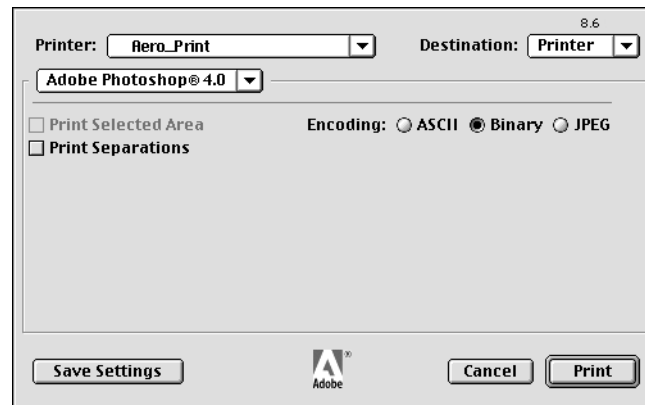 8.6
Printer: Aero_Print Destination: Printer
Adobe Photoshop® 4.0
Print Selected Area Encoding: ASCII Binary JPEG
Print Separations
Save Settings Adobe® Cancel Print